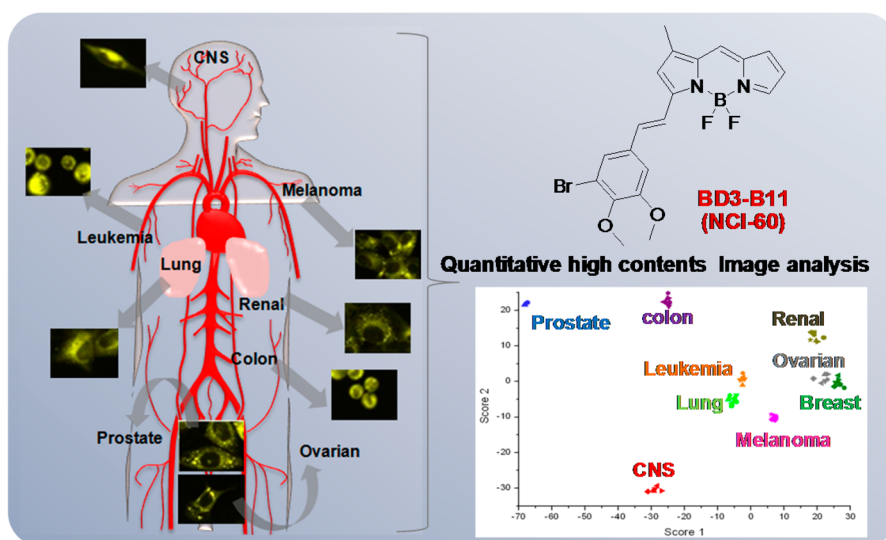 CNS
Melanoma
Leukemia
Lung
Renal
Colon
Prostate
Ovarian
N
N
B
F
F
Br
O
O
BD3-B11
(NCI-60)
Quantitative high contents Image analysis
Score 2
20
10
0
-10
-20
-30
Prostate
colon
Renal
Leukemia
Ovarian
Lung
Breast
Melanoma
CNS
-70 -60 -50 -40 -30 -20 -10 0 10 20 30
Score 1